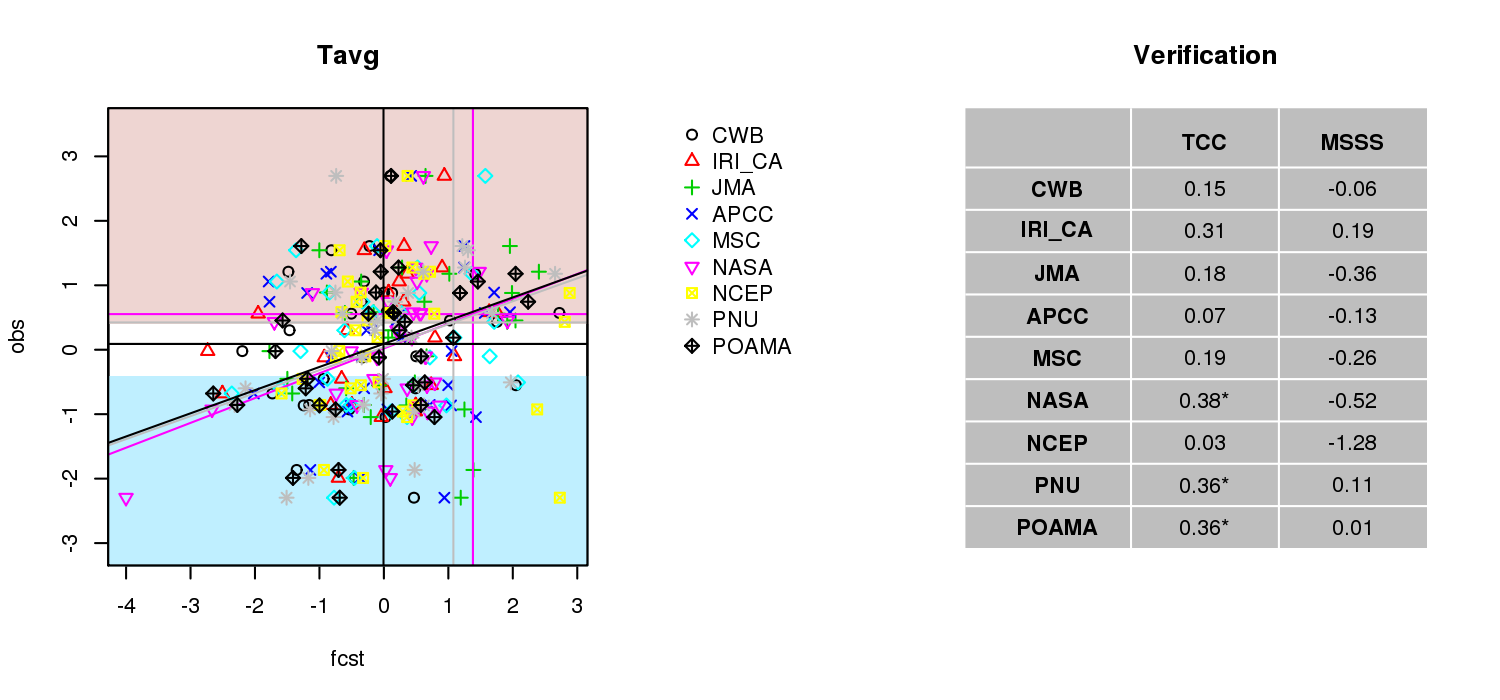 Tavg
obs
3
2
1
0
-1
-2
-3
-4 -3 -2 -1 0 1 2 3
fcst
CWB
IRI_CA
JMA
APCC
MSC
NASA
NCEP
PNU
POAMA
Verification
TCC MSSS
CWB 0.15 -0.06
IRI_CA 0.31 0.19
JMA 0.18 -0.36
APCC 0.07 -0.13
MSC 0.19 -0.26
NASA 0.38* -0.52
NCEP 0.03 -1.28
PNU 0.36* 0.11
POAMA 0.36* 0.01